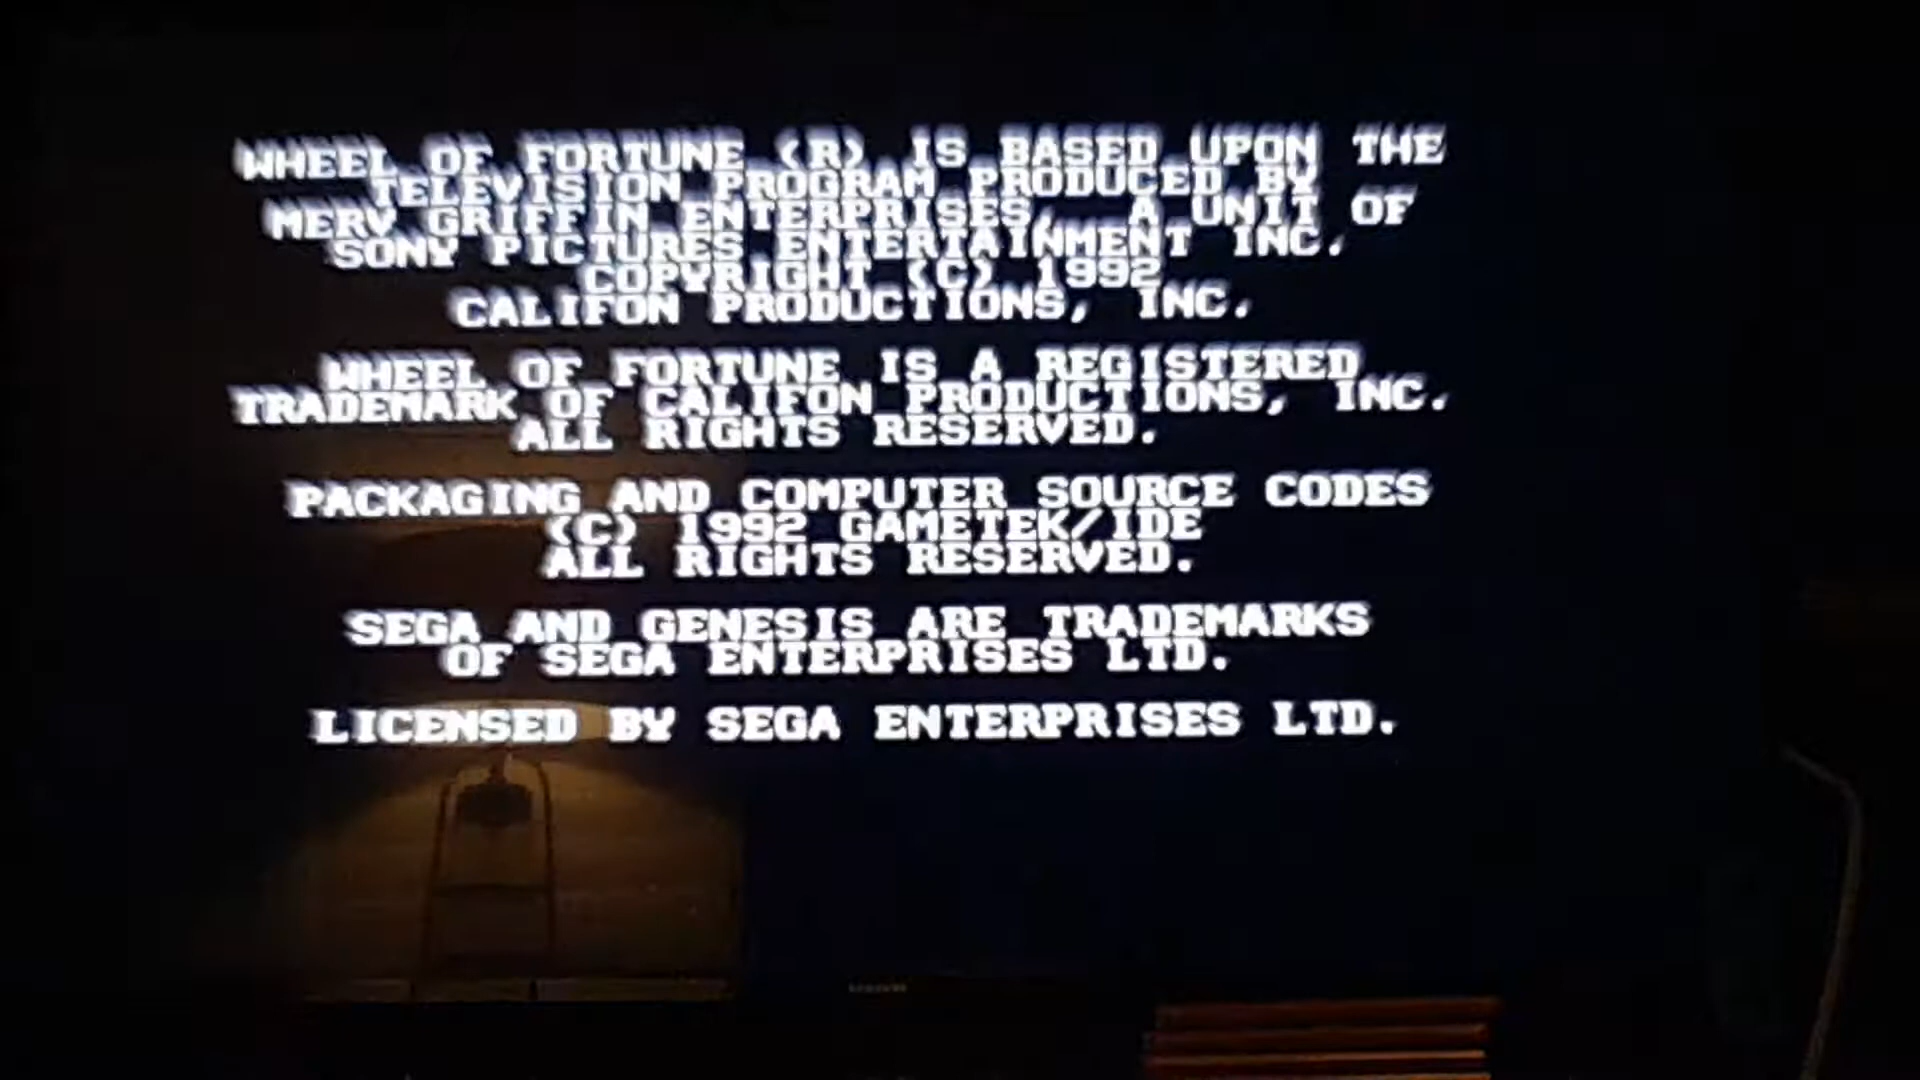 WHEEL OF FORTUNE (R) IS BASED UPON THE
TELEVISION PROGRAM PRODUCED BY
MERV GRIFFIN ENTERPRISES, A UNIT OF
SONY PICTURES ENTERTAINMENT INC.
COPYRIGHT (C) 1992
CALIFON PRODUCTIONS, INC.
WHEEL OF FORTUNE IS A REGISTERED
TRADEMARK OF CALIFON PRODUCTIONS, INC.
ALL RIGHTS RESERVED.
PACKAGING AND COMPUTER SOURCE CODES
(C) 1992 GAMETEK/IDE
ALL RIGHTS RESERVED.
SEGA AND GENESIS ARE TRADEMARKS
OF SEGA ENTERPRISES LTD.
LICENSED BY SEGA ENTERPRISES LTD.